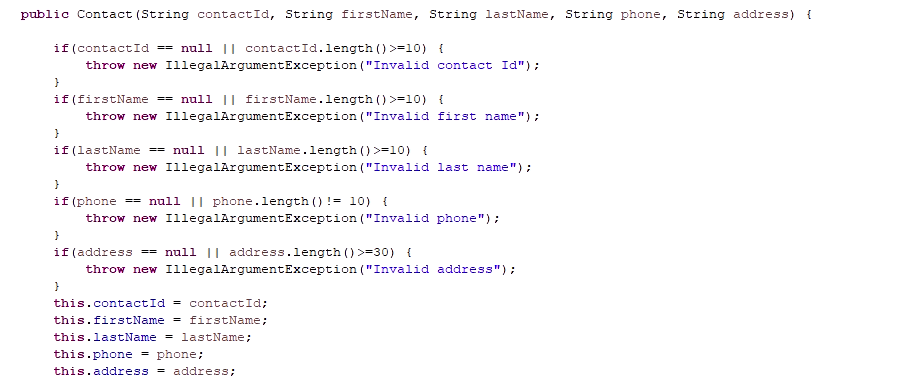 public Contact(String contactId, String firstName, String lastName, String phone, String address) {
if(contactId == null || contactId.length()>=10) {
throw new IllegalArgumentException("Invalid contact Id");
}
if(firstName == null || firstName.length()>=10) {
throw new IllegalArgumentException("Invalid first name");
}
if(lastName == null || lastName.length()>=10) {
throw new IllegalArgumentException("Invalid last name");
}
if(phone == null || phone.length()!= 10) {
throw new IllegalArgumentException("Invalid phone");
}
if(address == null || address.length()>=30) {
throw new IllegalArgumentException("Invalid address");
}
this.contactId = contactId;
this.firstName = firstName;
this.lastName = lastName;
this.phone = phone;
this.address = address;